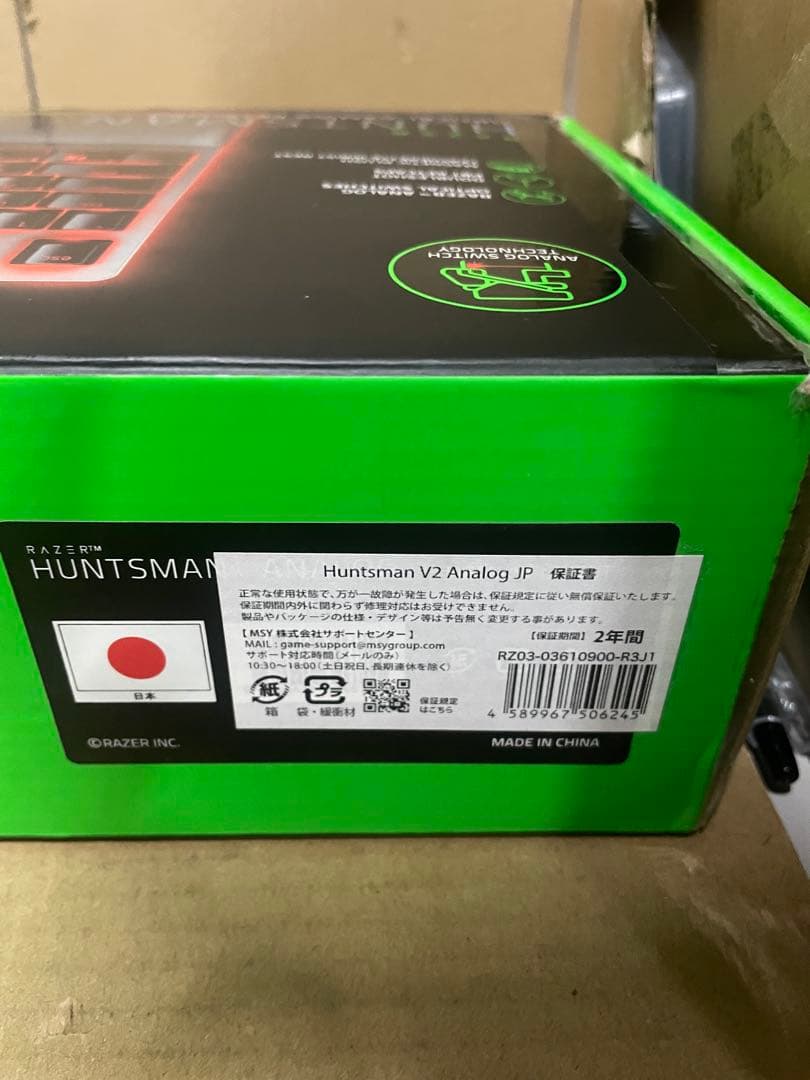 ANALOG SWITCH
TECHNOLOGY
RAZER™ ANALOG
OPTICAL SWITCHES
esc
RAZER™
HUNTSMAN
Huntsman V2 Analog JP 保証書
正常な使用状態で、万が一故障が発生した場合は、保証規定に従い無償保証いたします。
保証期間内外に関わらず修理対応はお受けできません。
製品やパッケージの仕様・デザイン等は予告無く変更する事があります。
【 MSY 株式会社サポートセンター 】
【保証期間】 2年間
MAIL : game-support@msygroup.com
サポート対応時間（メールのみ）
10:30～18:00（土日祝日、長期連休を除く）
RZ03-03610900-R3J1
紙
箱
プラ
袋・緩衝材
保証規定
はこちら
4 589967 506245
日本
©RAZER INC.
MADE IN CHINA